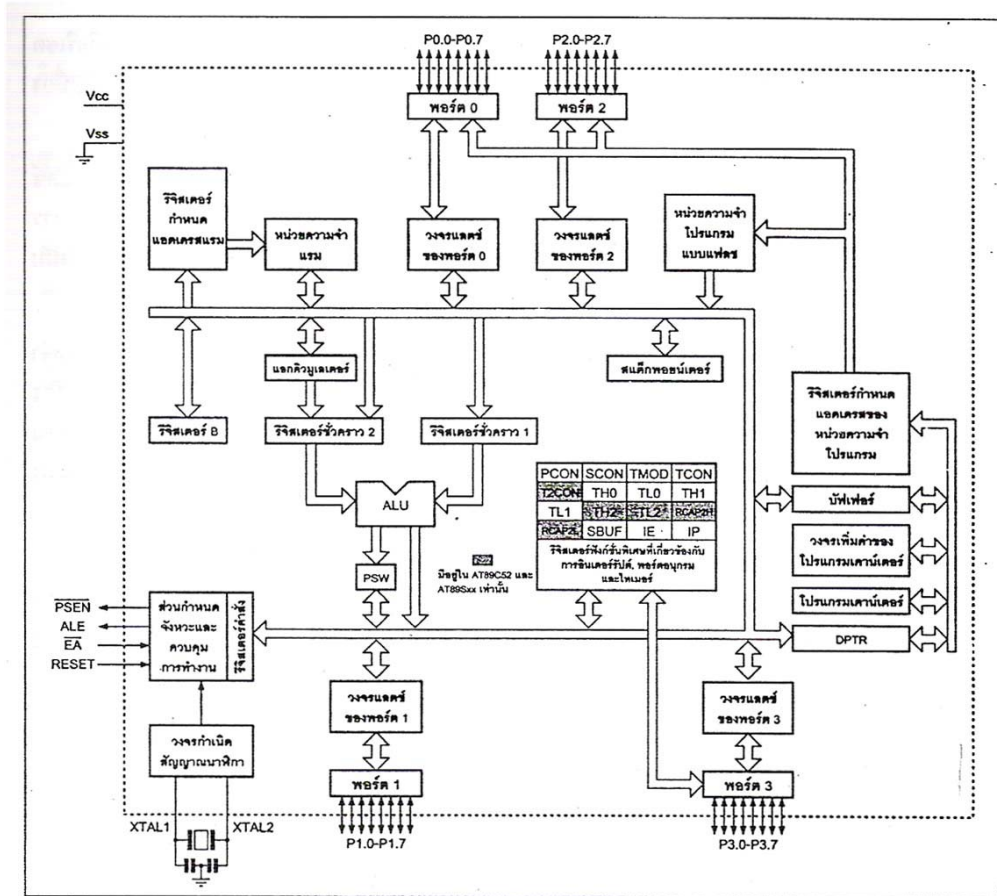 P0.0-P0.7
P2.0-P2.7
Vcc
Vss
พอร์ต 0
พอร์ต 2
รีจิสเตอร์
กำหนด
แอดเดรสแรม
หน่วยความจำ
แรม
วงจรแลตช์
ของพอร์ต 0
วงจรแลตช์
ของพอร์ต 2
หน่วยความจำ
โปรแกรม
แบบแฟลช
แอกคิวมูเลเตอร์
สแต็กพอยน์เตอร์
รีจิสเตอร์ B
รีจิสเตอร์ชั่วคราว 2
รีจิสเตอร์ชั่วคราว 1
รีจิสเตอร์กำหนด
แอดเดรสของ
หน่วยความจำ
โปรแกรม
ALU
PCON SCON TMOD TCON
T2CON TH0 TL0 TH1
TL1 TH2 TL2 RCAP2H
RCAP2L SBUF IE IP
รีจิสเตอร์ฟังก์ชั่นพิเศษที่เกี่ยวข้องกับ
การอินเตอร์รัปต์, พอร์ตอนุกรม
และไทเมอร์
บัฟเฟอร์
วงจรเพิ่มค่าของ
โปรแกรมเคาน์เตอร์
โปรแกรมเคาน์เตอร์
DPTR
PSW
มีอยู่ใน AT89C52 และ
AT89Sxx เท่านั้น
PSEN
ALE
EA
RESET
ส่วนกำหนด
จังหวะและ
ควบคุม
การทำงาน
รีจิสเตอร์คำสั่ง
วงจรแลตช์
ของพอร์ต 1
วงจรแลตช์
ของพอร์ต 3
วงจรกำเนิด
สัญญาณนาฬิกา
พอร์ต 1
พอร์ต 3
XTAL1
XTAL2
P1.0-P1.7
P3.0-P3.7